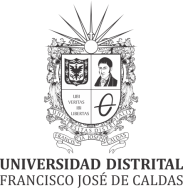 UBI
VERITAS
IBI
LIBERTAS
UNIVERSIDAD DISTRITAL
FRANCISCO JOSÉ DE CALDAS